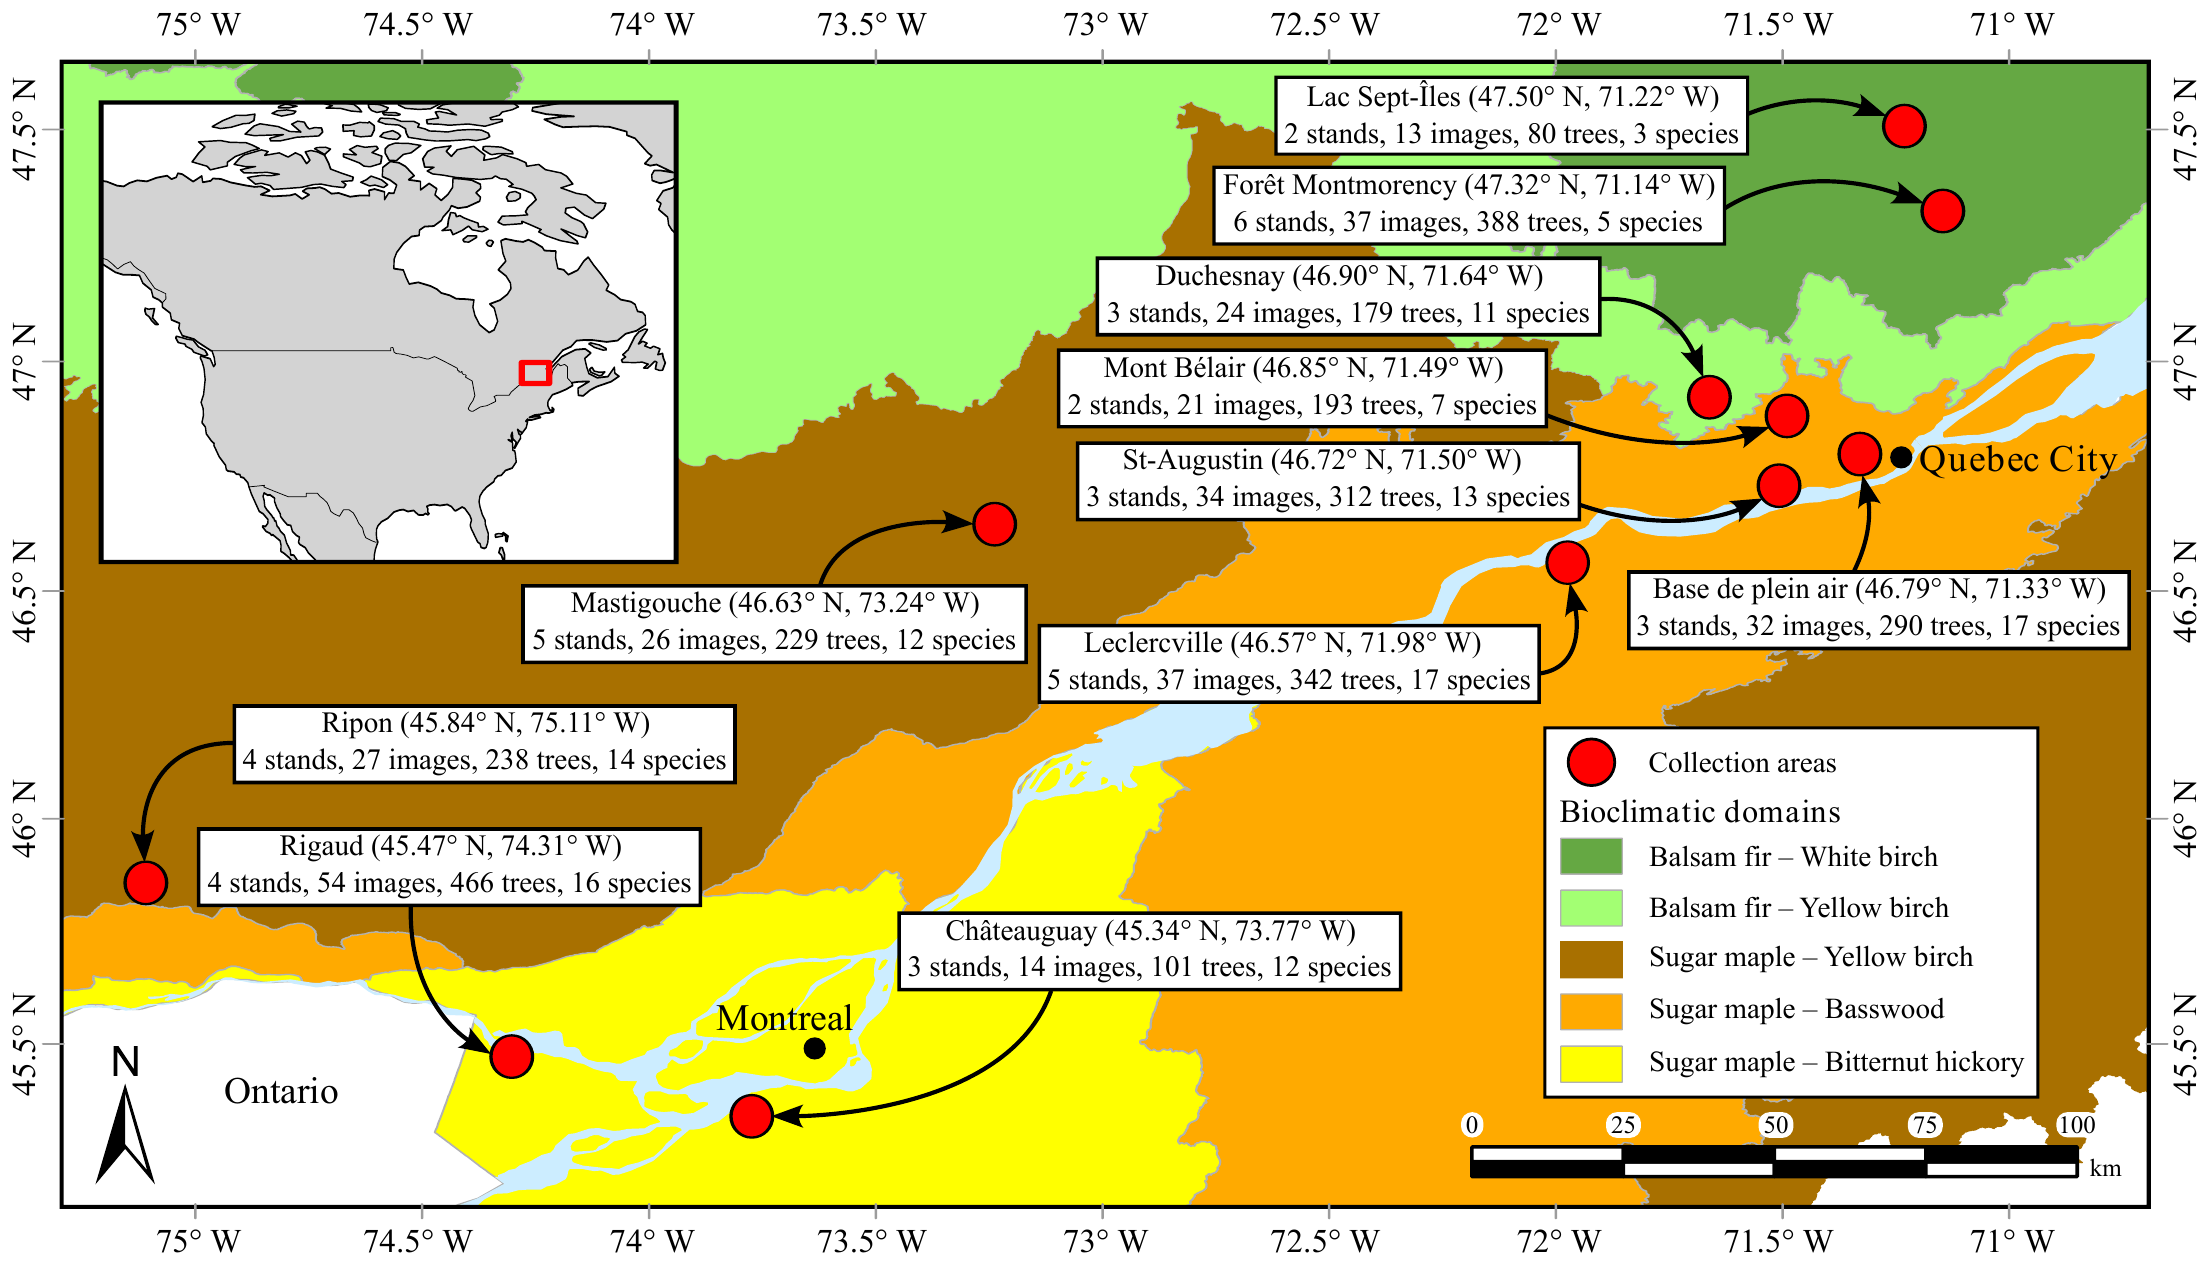 75° W 74.5° W 74° W 73.5° W 73° W 72.5° W 72° W 71.5° W 71° W
47.5° N
47° N
46.5° N
46° N
45.5° N
47.5° N
47° N
46.5° N
46° N
45.5° N
Lac Sept-Îles (47.50° N, 71.22° W)
2 stands, 13 images, 80 trees, 3 species
Forêt Montmorency (47.32° N, 71.14° W)
6 stands, 37 images, 388 trees, 5 species
Duchesnay (46.90° N, 71.64° W)
3 stands, 24 images, 179 trees, 11 species
Mont Bélair (46.85° N, 71.49° W)
2 stands, 21 images, 193 trees, 7 species
St-Augustin (46.72° N, 71.50° W)
3 stands, 34 images, 312 trees, 13 species
Quebec City
Base de plein air (46.79° N, 71.33° W)
3 stands, 32 images, 290 trees, 17 species
Mastigouche (46.63° N, 73.24° W)
5 stands, 26 images, 229 trees, 12 species
Leclercville (46.57° N, 71.98° W)
5 stands, 37 images, 342 trees, 17 species
Ripon (45.84° N, 75.11° W)
4 stands, 27 images, 238 trees, 14 species
Rigaud (45.47° N, 74.31° W)
4 stands, 54 images, 466 trees, 16 species
Châteauguay (45.34° N, 73.77° W)
3 stands, 14 images, 101 trees, 12 species
Montreal
Ontario
N
Collection areas
Bioclimatic domains
Balsam fir – White birch
Balsam fir – Yellow birch
Sugar maple – Yellow birch
Sugar maple – Basswood
Sugar maple – Bitternut hickory
0 25 50 75 100
km
75° W 74.5° W 74° W 73.5° W 73° W 72.5° W 72° W 71.5° W 71° W